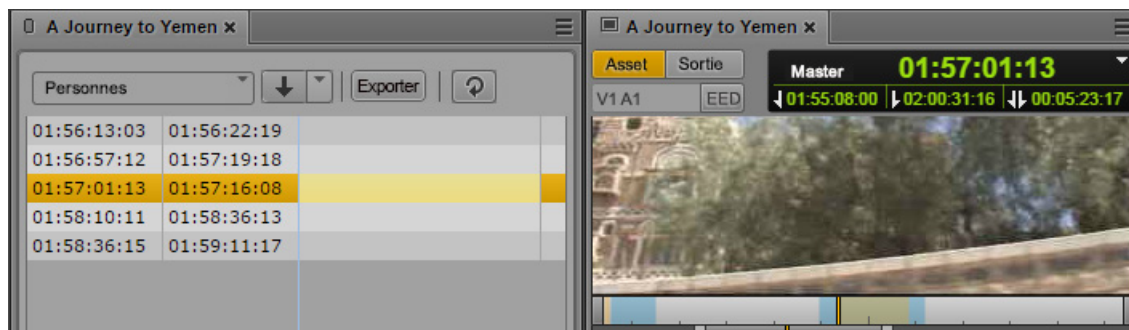 A Journey to Yemen ×
Personnes
Exporter
01:56:13:03 01:56:22:19
01:56:57:12 01:57:19:18
01:57:01:13 01:57:16:08
01:58:10:11 01:58:36:13
01:58:36:15 01:59:11:17
A Journey to Yemen ×
Asset Sortie
Master 01:57:01:13
V1 A1 EED
01:55:08:00 02:00:31:16 00:05:23:17